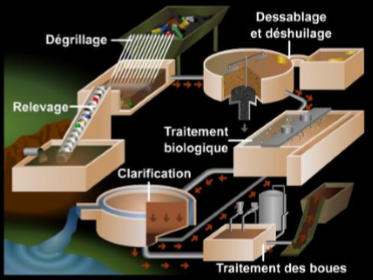 Dessablage
et déshuilage
Dégrillage
Relevage
Traitement
biologique
Clarification
Traitement des boues